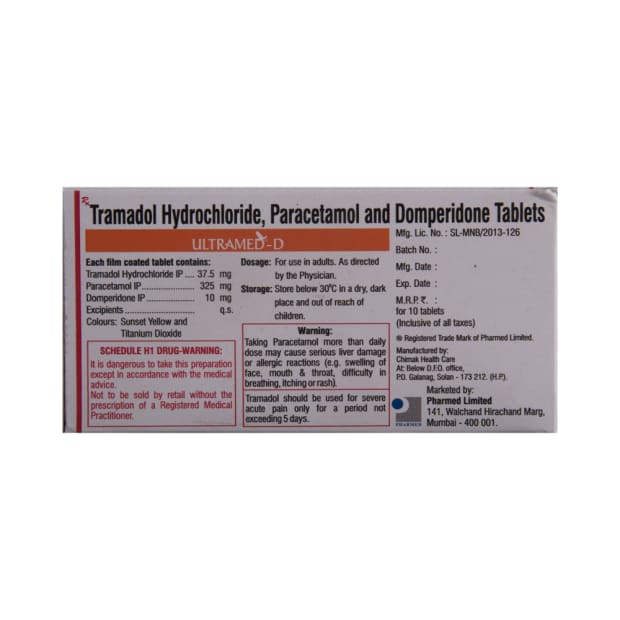 Rx
Tramadol Hydrochloride, Paracetamol and Domperidone Tablets
ULTRAMED-D
Each film coated tablet contains:
Tramadol Hydrochloride IP .... 37.5 mg
Paracetamol IP.................. 325 mg
Domperidone IP................ 10 mg
Excipients........................... q.s.
Colours: Sunset Yellow and
Titanium Dioxide
SCHEDULE H1 DRUG-WARNING:
It is dangerous to take this preparation
except in accordance with the medical
advice.
Not to be sold by retail without the
prescription of a Registered Medical
Practitioner.
Dosage: For use in adults. As directed
by the Physician.
Storage: Store below 30°C in a dry, dark
place and out of reach of
children.
Warning:
Taking Paracetamol more than daily
dose may cause serious liver damage
or allergic reactions (e.g. swelling of
face, mouth & throat, difficulty in
breathing, itching or rash).
Tramadol should be used for severe
acute pain only for a period not
exceeding 5 days.
Mfg. Lic. No. : SL-MNB/2013-126
Batch No. :
Mfg. Date :
Exp. Date :
M.R.P. ₹. :
for 10 tablets
(Inclusive of all taxes)
® Registered Trade Mark of Pharmed Limited.
Manufactured by:
Chimak Health Care
At: Below D.F.O. office,
P.O. Galanag, Solan - 173 212. (H.P.).
Marketed by:
Pharmed Limited
141, Walchand Hirachand Marg,
Mumbai - 400 001.
PHARMED